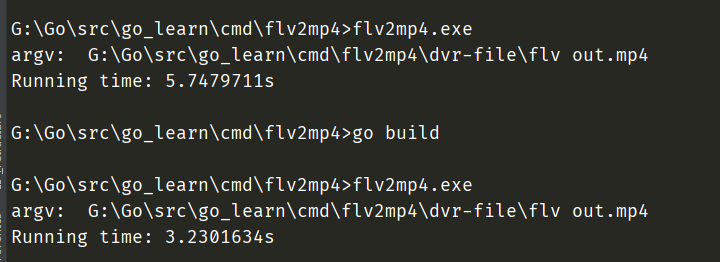 G:\Go\src\go_learn\cmd\flv2mp4>flv2mp4.exe
argv:  G:\Go\src\go_learn\cmd\flv2mp4\dvr-file\flv out.mp4
Running time: 5.7479711s
G:\Go\src\go_learn\cmd\flv2mp4>go build
G:\Go\src\go_learn\cmd\flv2mp4>flv2mp4.exe
argv:  G:\Go\src\go_learn\cmd\flv2mp4\dvr-file\flv out.mp4
Running time: 3.2301634s